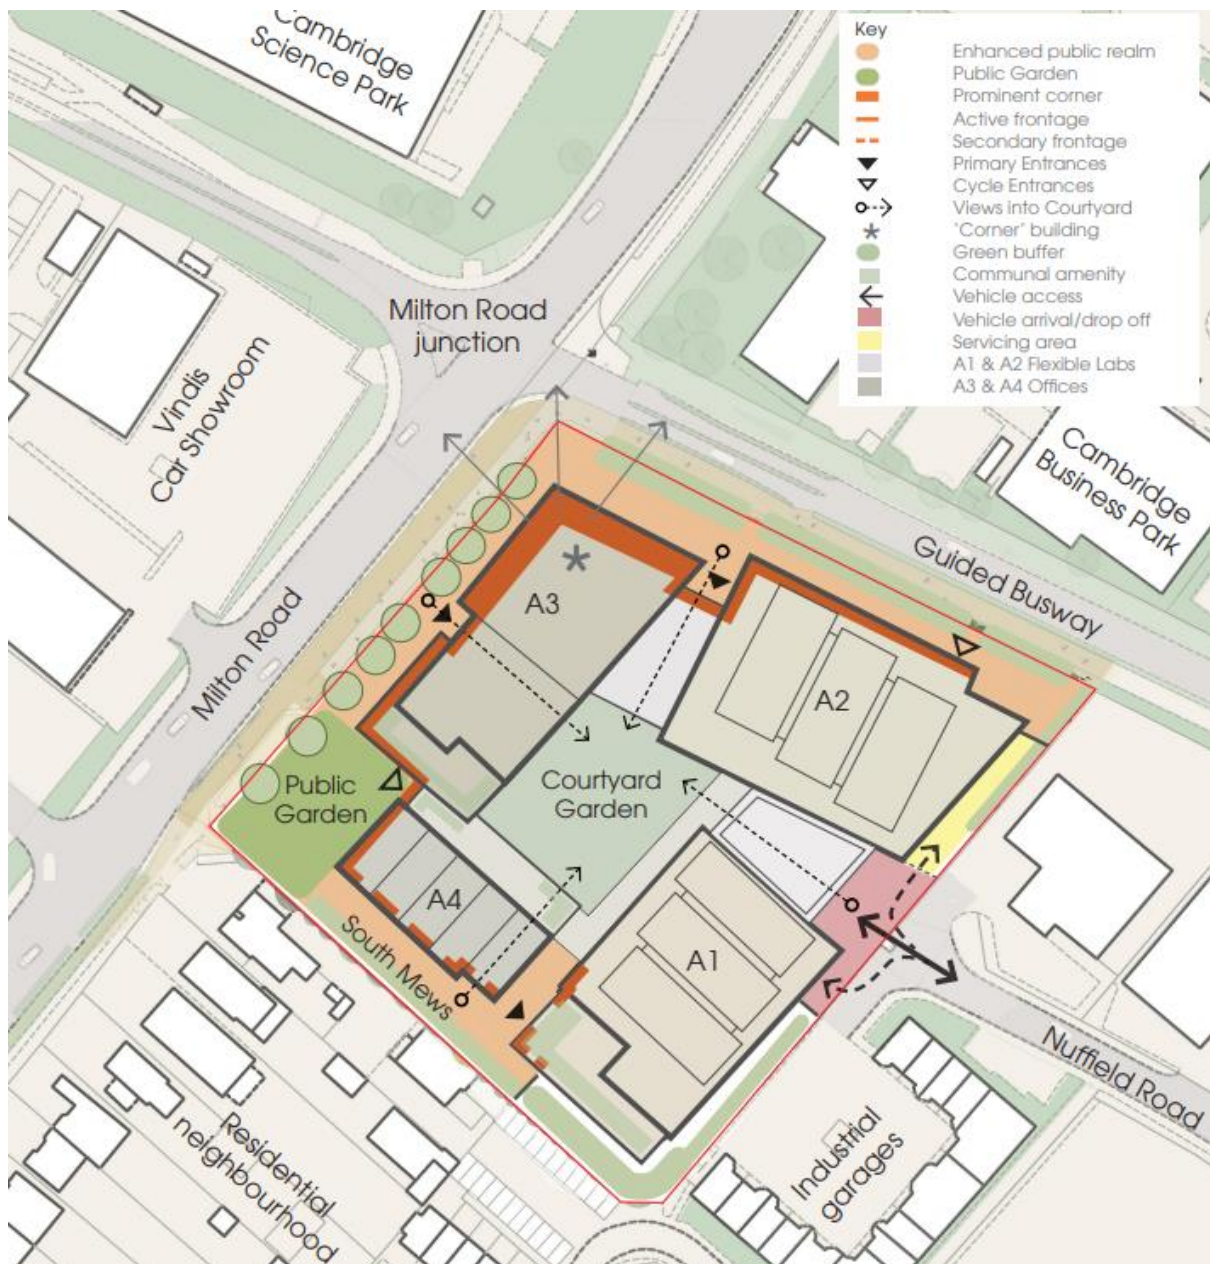 Cambridge
Science Park
Key
Enhanced public realm
Public Garden
Prominent corner
Active frontage
Secondary frontage
Primary Entrances
Cycle Entrances
Views into Courtyard
'Corner' building
Green buffer
Communal amenity
Vehicle access
Vehicle arrival/drop off
Servicing area
A1 & A2 Flexible Labs
A3 & A4 Offices
Milton Road
junction
Vindis
Car Showroom
Cambridge
Business Park
Guided Busway
Milton Road
A3
A2
Public
Garden
Courtyard
Garden
A4
A1
South Mews
Nuffield Road
Residential
neighbourhood
Industrial
garages